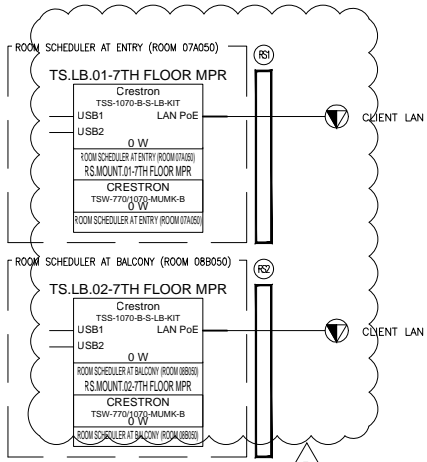 ROOM SCHEDULER AT ENTRY (ROOM 07A050)
RS1
TS.LB.01-7TH FLOOR MPR
Crestron
TSS-1070-B-S-LB-KIT
USB1 LAN PoE
CLIENT LAN
USB2
0 W
ROOM SCHEDULER AT ENTRY (ROOM 07A050)
RS.MOUNT.01-7TH FLOOR MPR
CRESTRON
TSW-770/1070-MUMK-B
0 W
ROOM SCHEDULER AT ENTRY (ROOM 07A050)
ROOM SCHEDULER AT BALCONY (ROOM 08B050)
RS2
TS.LB.02-7TH FLOOR MPR
Crestron
TSS-1070-B-S-LB-KIT
USB1 LAN PoE
CLIENT LAN
USB2
0 W
ROOM SCHEDULER AT BALCONY (ROOM 08B050)
RS.MOUNT.02-7TH FLOOR MPR
CRESTRON
TSW-770/1070-MUMK-B
0 W
ROOM SCHEDULER AT BALCONY (ROOM 08B050)